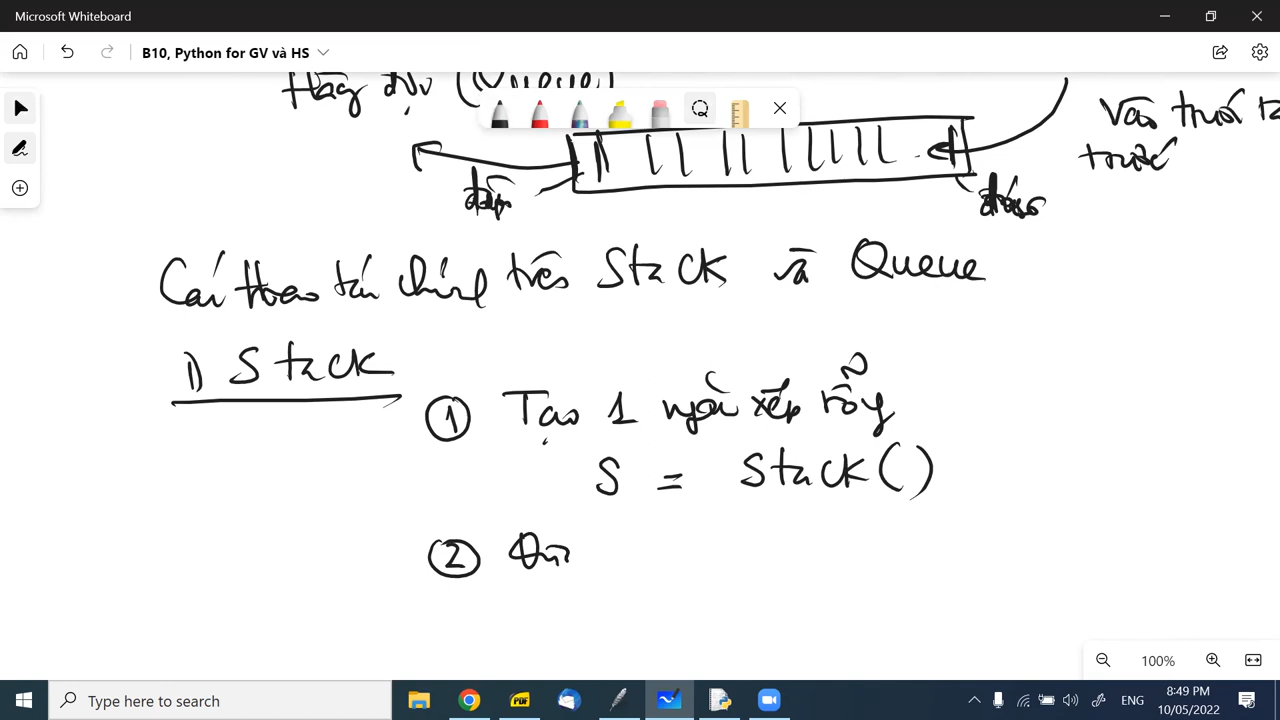 Microsoft Whiteboard
B10, Python for GV và HS
Hàng đợi (Queue)
Vào trước ra
trước
Các thao tác chính trên Stack và Queue
1) Stack
① Tạo 1 ngăn xếp rỗng
S = Stack()
②
100%
Type here to search
PDF
ENG
8:49 PM
10/05/2022